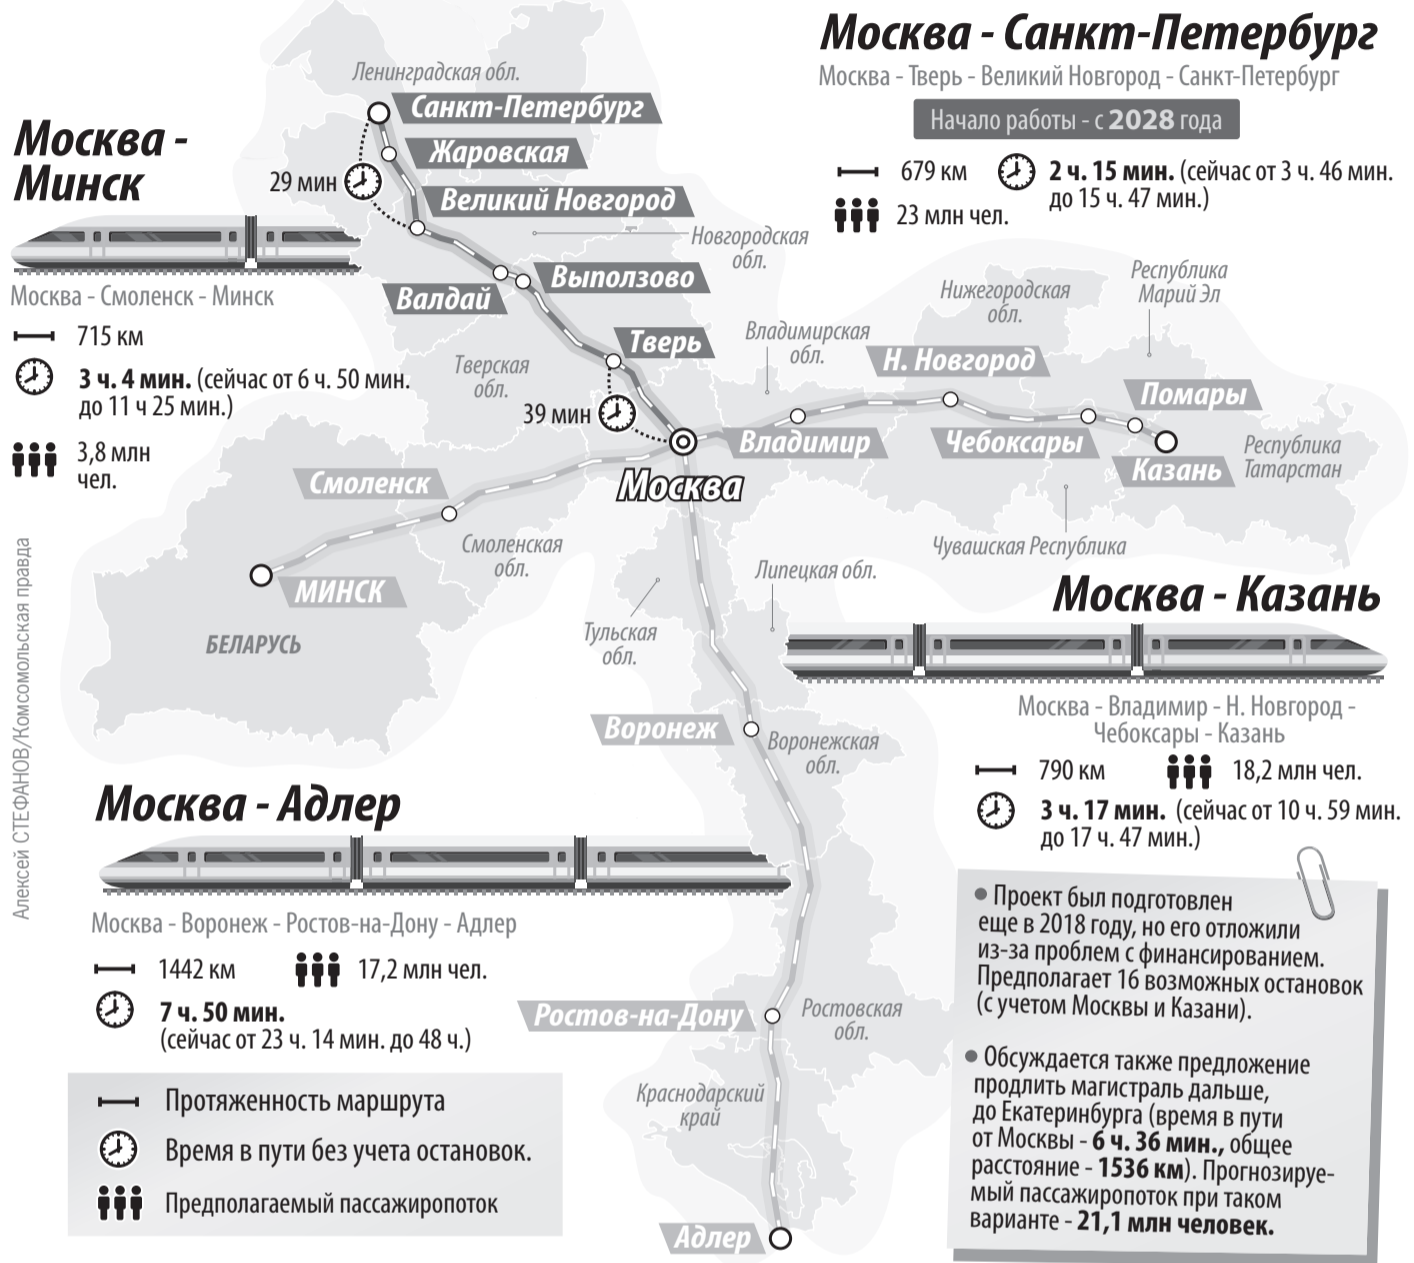 Москва - Санкт-Петербург
Москва - Тверь - Великий Новгород - Санкт-Петербург
Начало работы - с 2028 года
679 км
2 ч. 15 мин. (сейчас от 3 ч. 46 мин.
до 15 ч. 47 мин.)
23 млн чел.
Москва -
Минск
Москва - Смоленск - Минск
715 км
3 ч. 4 мин. (сейчас от 6 ч. 50 мин.
до 11 ч 25 мин.)
3,8 млн
чел.
Ленинградская обл.
Санкт-Петербург
Жаровская
29 мин
Великий Новгород
Новгородская
обл.
Выползово
Валдай
Тверь
Тверская
обл.
39 мин
Москва
Владимирская
обл.
Нижегородская
обл.
Республика
Марий Эл
Н. Новгород
Помары
Владимир
Чебоксары
Казань
Республика
Татарстан
Чувашская Республика
Смоленск
Смоленская
обл.
МИНСК
БЕЛАРУСЬ
Тульская
обл.
Липецкая обл.
Воронеж
Воронежская
обл.
Ростов-на-Дону
Ростовская
обл.
Краснодарский
край
Адлер
Москва - Казань
Москва - Владимир - Н. Новгород -
Чебоксары - Казань
790 км
18,2 млн чел.
3 ч. 17 мин. (сейчас от 10 ч. 59 мин.
до 17 ч. 47 мин.)
Москва - Адлер
Москва - Воронеж - Ростов-на-Дону - Адлер
1442 км
17,2 млн чел.
7 ч. 50 мин.
(сейчас от 23 ч. 14 мин. до 48 ч.)
Протяженность маршрута
Время в пути без учета остановок.
Предполагаемый пассажиропоток
● Проект был подготовлен
еще в 2018 году, но его отложили
из-за проблем с финансированием.
Предполагает 16 возможных остановок
(с учетом Москвы и Казани).
● Обсуждается также предложение
продлить магистраль дальше,
до Екатеринбурга (время в пути
от Москвы - 6 ч. 36 мин., общее
расстояние - 1536 км). Прогнозируе-
мый пассажиропоток при таком
варианте - 21,1 млн человек.
Алексей СТЕФАНОВ/Комсомольская правда